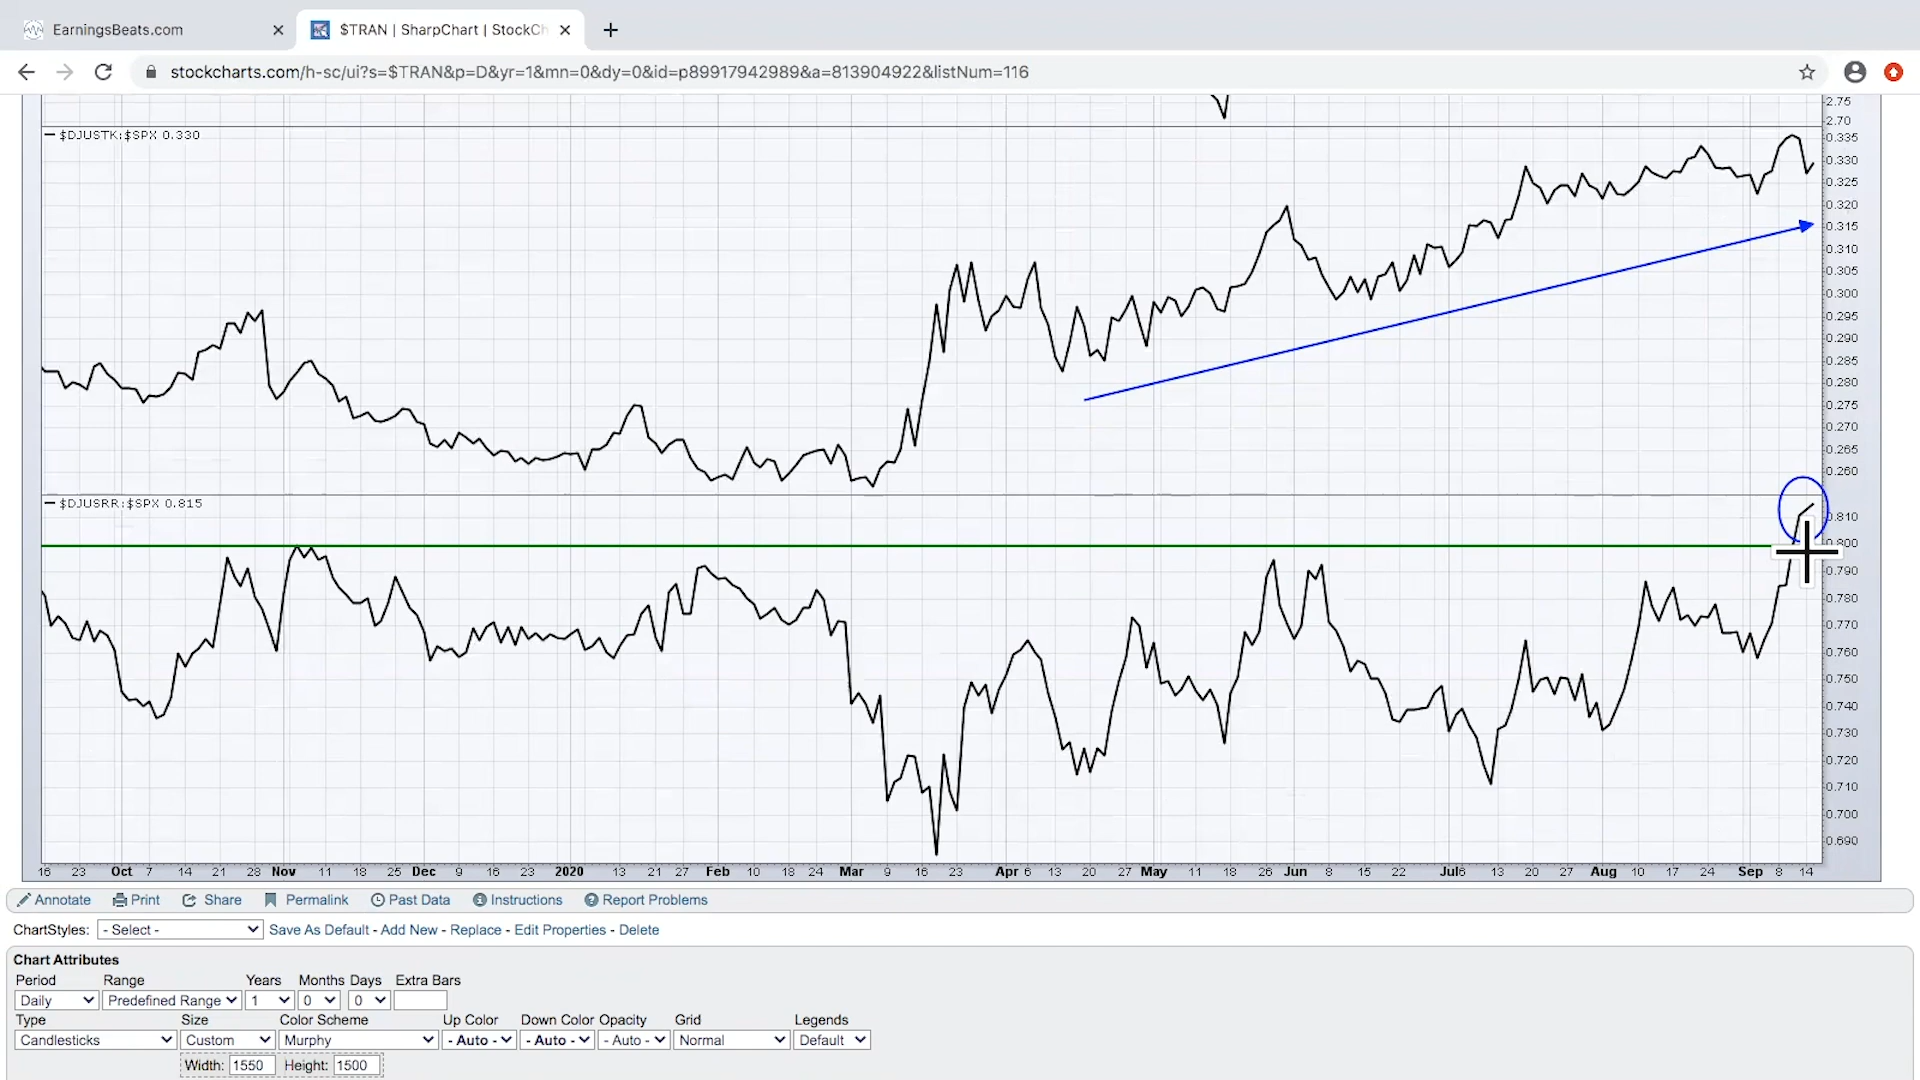 EarningsBeats.com
$TRAN | SharpChart | StockCh
stockcharts.com/h-sc/ui?s=$TRAN&p=D&yr=1&mn=0&dy=0&id=p89917942989&a=813904922&listNum=116
2.75
2.70
$DJUSTK:$SPX 0.330
0.335
0.330
0.325
0.320
0.315
0.310
0.305
0.300
0.295
0.290
0.285
0.280
0.275
0.270
0.265
0.260
$DJUSRR:$SPX 0.815
0.810
0.800
0.790
0.780
0.770
0.760
0.750
0.740
0.730
0.720
0.710
0.700
0.690
16 23 Oct 7 14 21 28 Nov 11 18 25 Dec 9 16 23 2020 13 21 27 Feb 10 18 24 Mar 9 16 23 Apr 6 13 20 27 May 11 18 26 Jun 8 15 22 Jul6 13 20 27 Aug 10 17 24 Sep 8 14
Annotate Print Share Permalink Past Data Instructions Report Problems
ChartStyles: - Select - Save As Default - Add New - Replace - Edit Properties - Delete
Chart Attributes
Period Range Years Months Days Extra Bars
Daily Predefined Range 1 0 0
Type Size Color Scheme Up Color Down Color Opacity Grid Legends
Candlesticks Custom Murphy - Auto - - Auto - - Auto - Normal Default
Width: 1550 Height: 1500